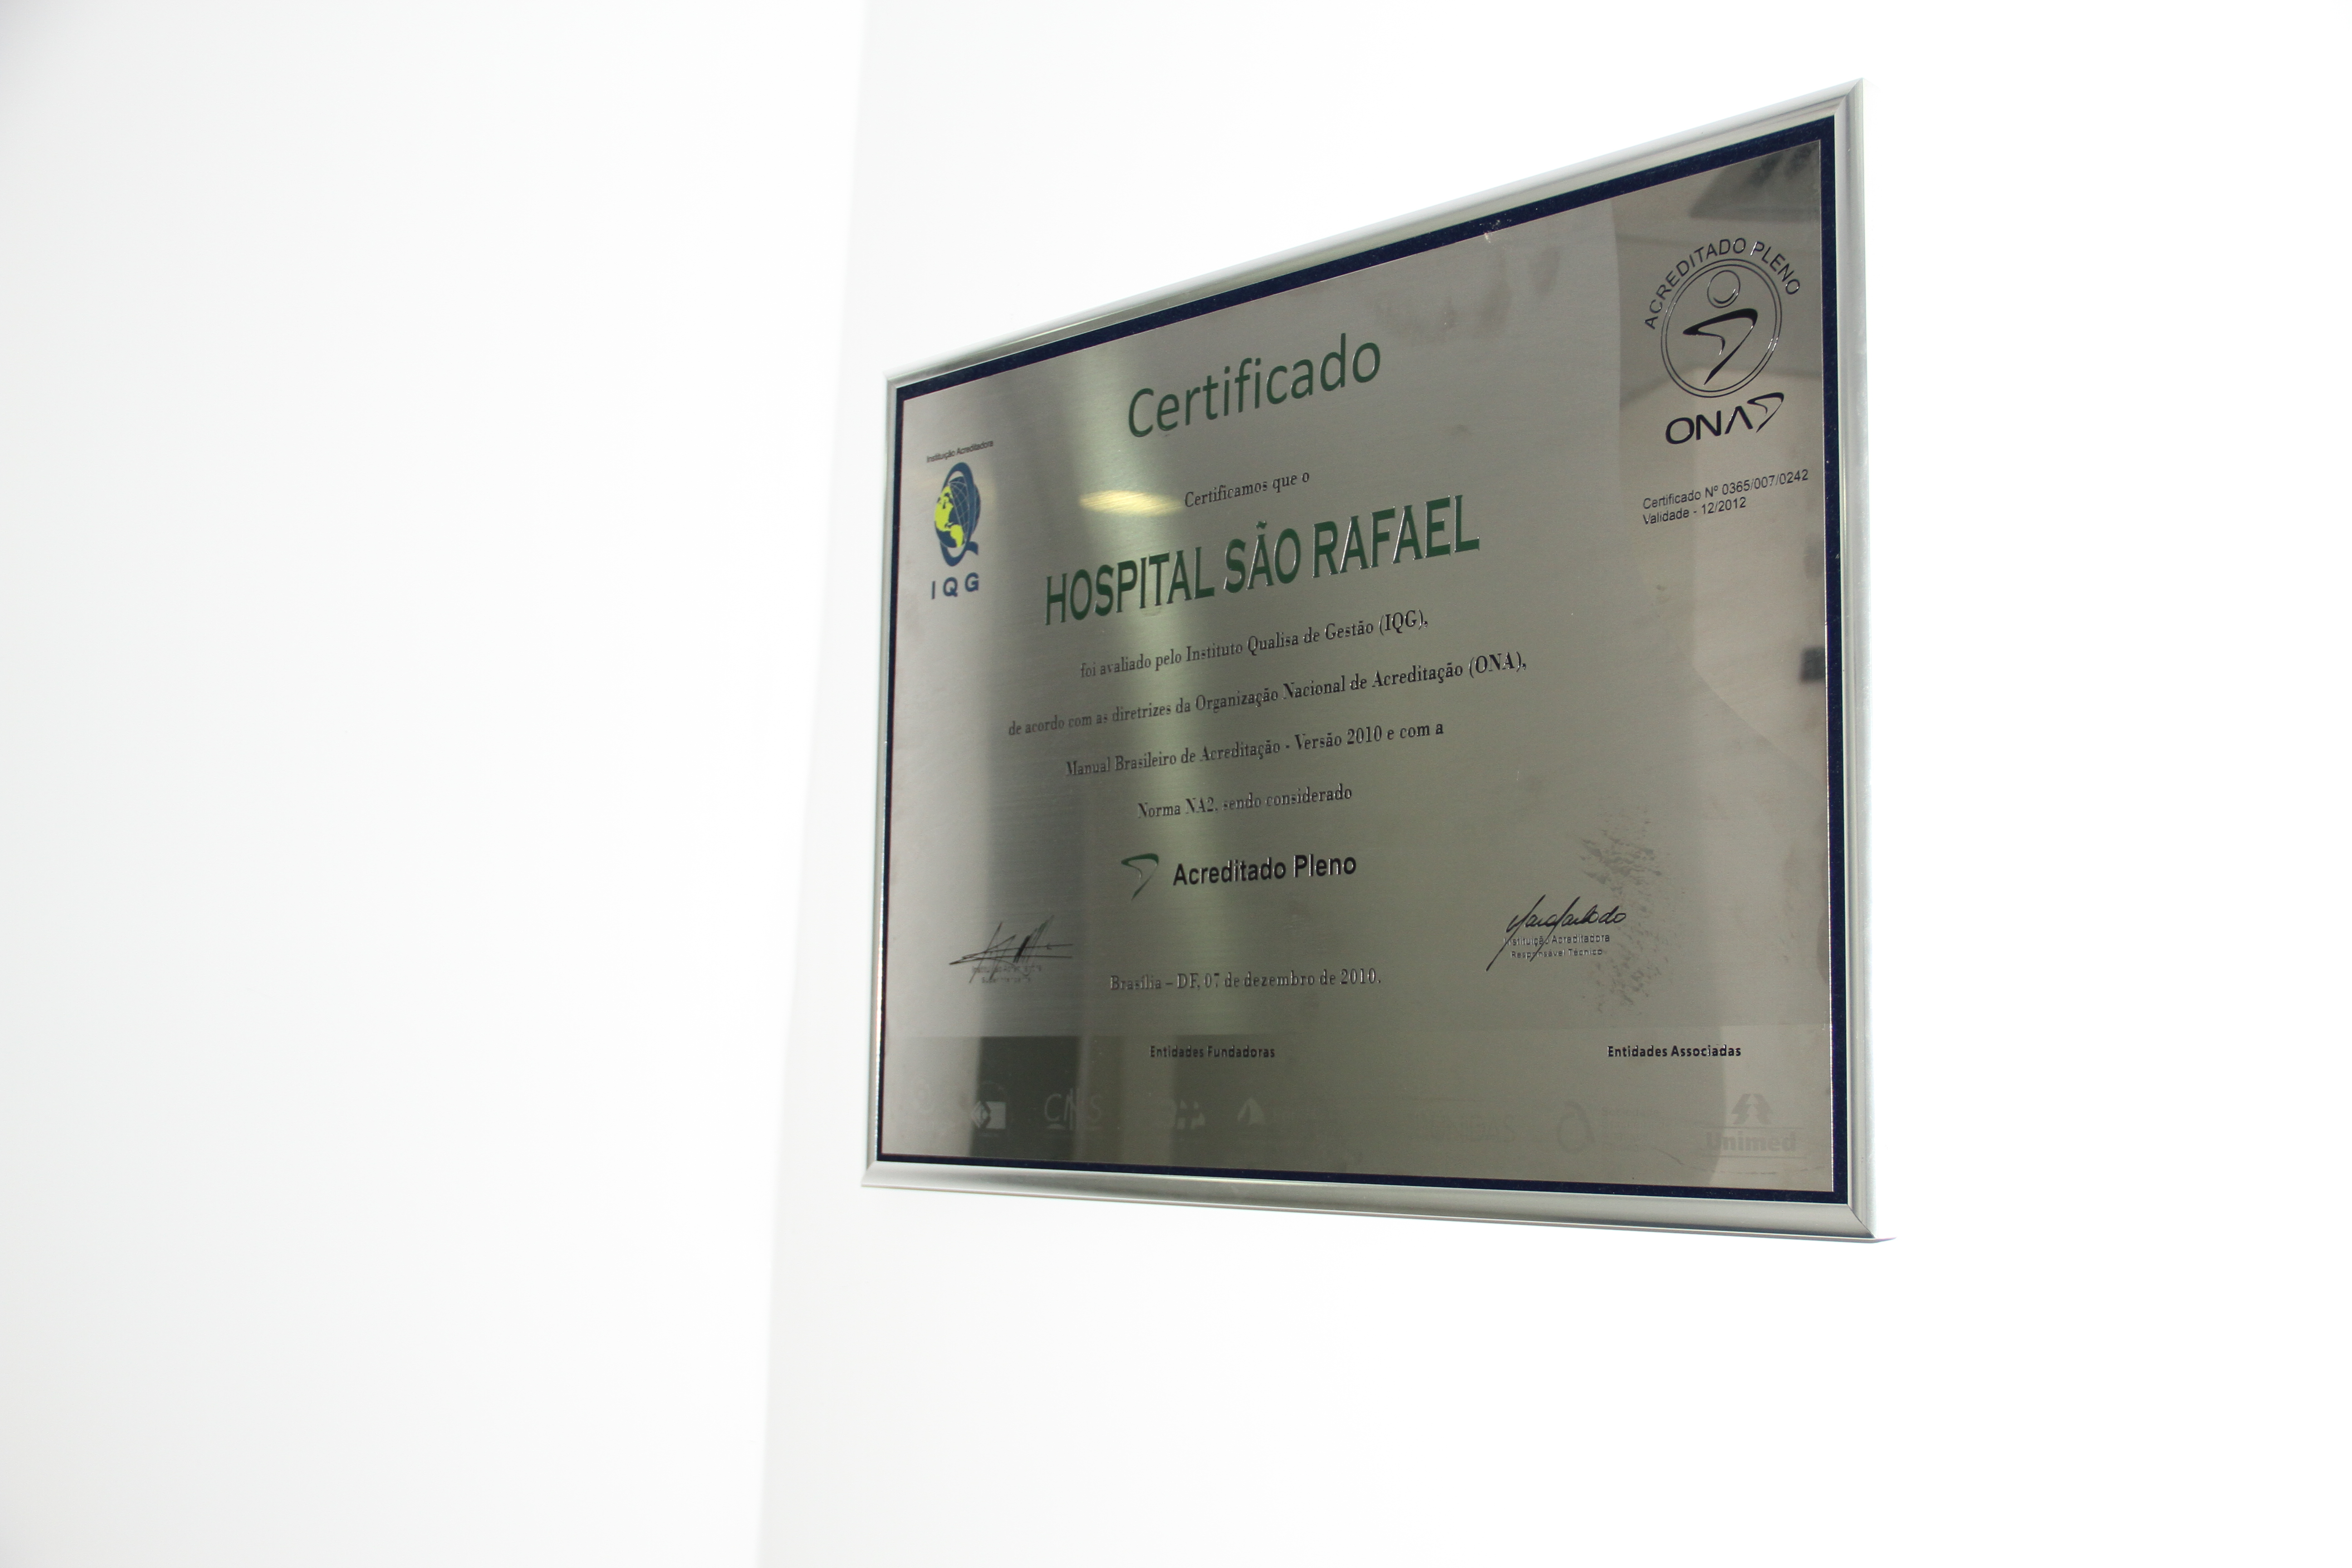 Certificado
Instituição Acreditadora
IQG
ACREDITADO PLENO
ONA
Certificado Nº 0365/007/0242
Validade - 12/2012
Certificamos que o
HOSPITAL SÃO RAFAEL
foi avaliado pelo Instituto Qualisa de Gestão (IQG),
de acordo com as diretrizes da Organização Nacional de Acreditação (ONA),
Manual Brasileiro de Acreditação - Versão 2010 e com a
Norma NA2, sendo considerado
Acreditado Pleno
Instituição Acreditadora
Responsável Técnico
Brasília – DF, 07 de dezembro de 2010.
Entidades Fundadoras
Entidades Associadas
Unimed